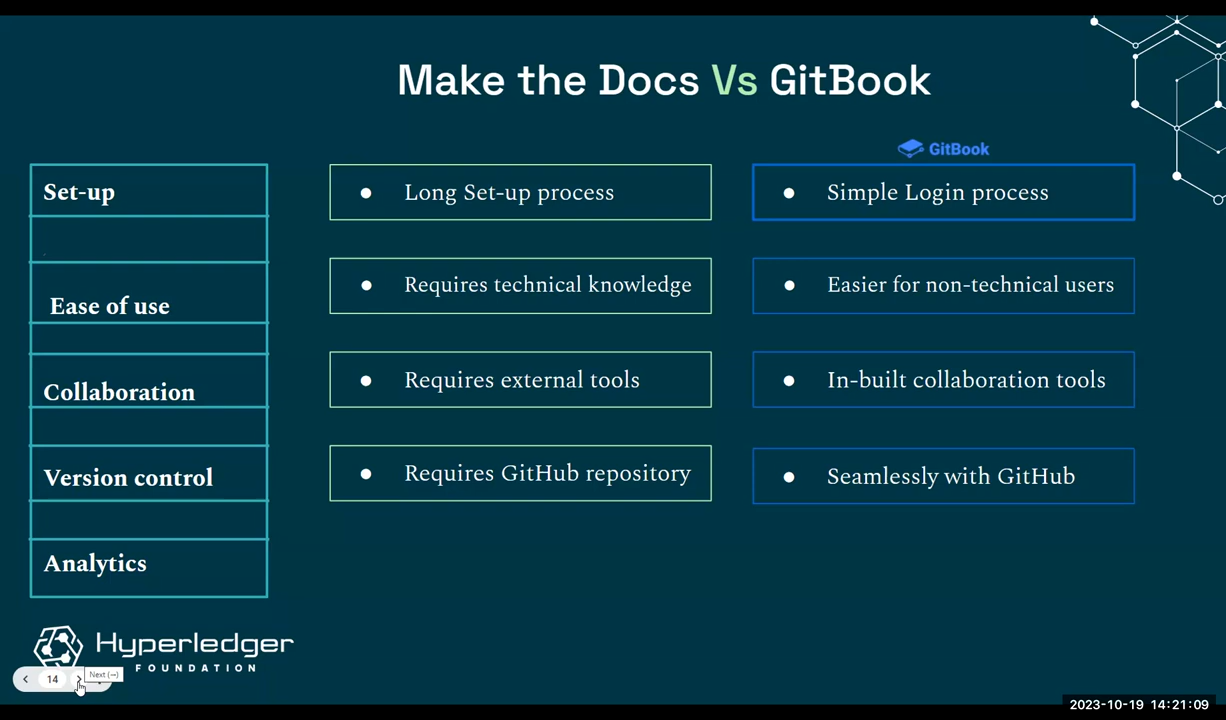 Make the Docs Vs GitBook
GitBook
Set-up
● Long Set-up process
● Simple Login process
Ease of use
● Requires technical knowledge
● Easier for non-technical users
Collaboration
● Requires external tools
● In-built collaboration tools
Version control
● Requires GitHub repository
● Seamlessly with GitHub
Analytics
Hyperledger
FOUNDATION
14
Next (→)
2023-10-19 14:21:09